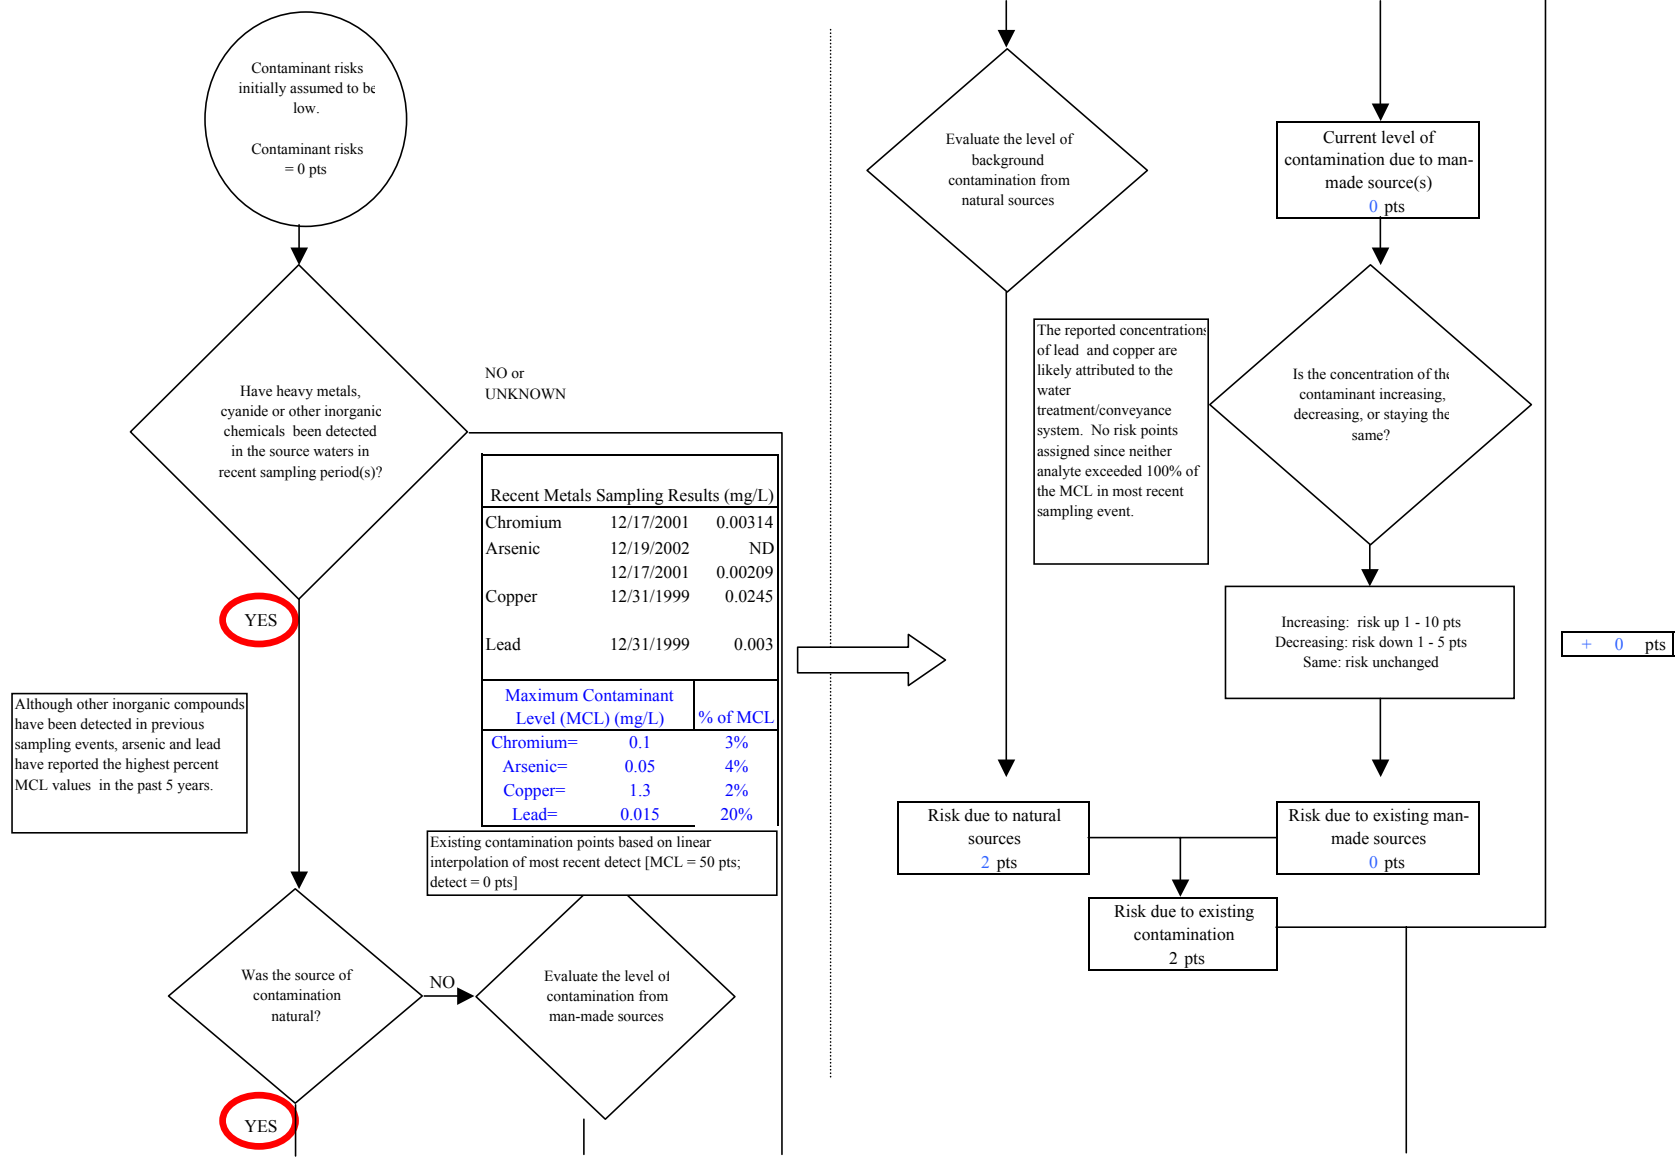 Contaminant risks
initially assumed to be
low.
Contaminant risks
= 0 pts
Have heavy metals,
cyanide or other inorganic
chemicals been detected
in the source waters in
recent sampling period(s)?
NO or
UNKNOWN
YES
Recent Metals Sampling Results (mg/L)
Chromium 12/17/2001 0.00314
Arsenic 12/19/2002 ND
12/17/2001 0.00209
Copper 12/31/1999 0.0245
Lead 12/31/1999 0.003
Maximum Contaminant
Level (MCL) (mg/L) % of MCL
Chromium= 0.1 3%
Arsenic= 0.05 4%
Copper= 1.3 2%
Lead= 0.015 20%
Existing contamination points based on linear
interpolation of most recent detect [MCL = 50 pts;
detect = 0 pts]
Although other inorganic compounds
have been detected in previous
sampling events, arsenic and lead
have reported the highest percent
MCL values in the past 5 years.
Was the source of
contamination
natural?
NO
Evaluate the level of
contamination from
man-made sources
YES
Evaluate the level of
background
contamination from
natural sources
Current level of
contamination due to man-
made source(s)
0 pts
The reported concentrations
of lead and copper are
likely attributed to the
water
treatment/conveyance
system. No risk points
assigned since neither
analyte exceeded 100% of
the MCL in most recent
sampling event.
Is the concentration of the
contaminant increasing,
decreasing, or staying the
same?
Increasing: risk up 1 - 10 pts
Decreasing: risk down 1 - 5 pts
Same: risk unchanged
+ 0 pts
Risk due to natural
sources
2 pts
Risk due to existing man-
made sources
0 pts
Risk due to existing
contamination
2 pts